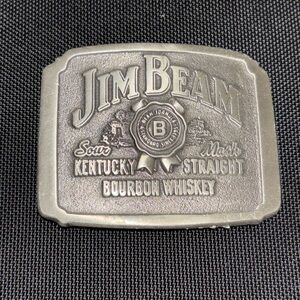 JIM BEAM
B
Sour Mash
KENTUCKY STRAIGHT
BOURBON WHISKEY